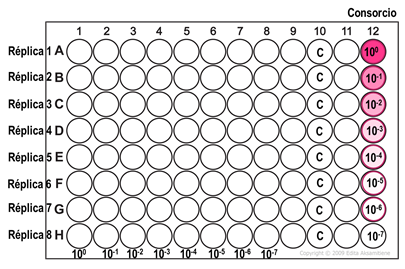 Consorcio
1 2 3 4 5 6 7 8 9 10 11 12
Réplica 1 A C 10⁰
Réplica 2 B C 10⁻¹
Réplica 3 C C 10⁻²
Réplica 4 D C 10⁻³
Réplica 5 E C 10⁻⁴
Réplica 6 F C 10⁻⁵
Réplica 7 G C 10⁻⁶
Réplica 8 H C 10⁻⁷
10⁰ 10⁻¹ 10⁻² 10⁻³ 10⁻⁴ 10⁻⁵ 10⁻⁶ 10⁻⁷
Copyright © 2009 Edita